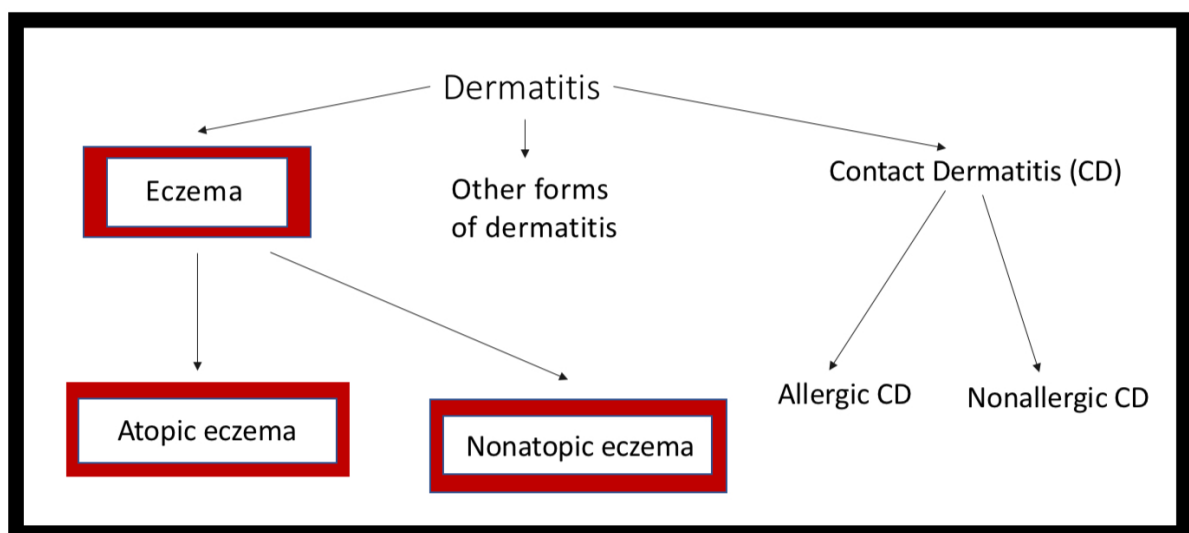 Dermatitis
Eczema
Other forms
of dermatitis
Contact Dermatitis (CD)
Atopic eczema
Nonatopic eczema
Allergic CD
Nonallergic CD